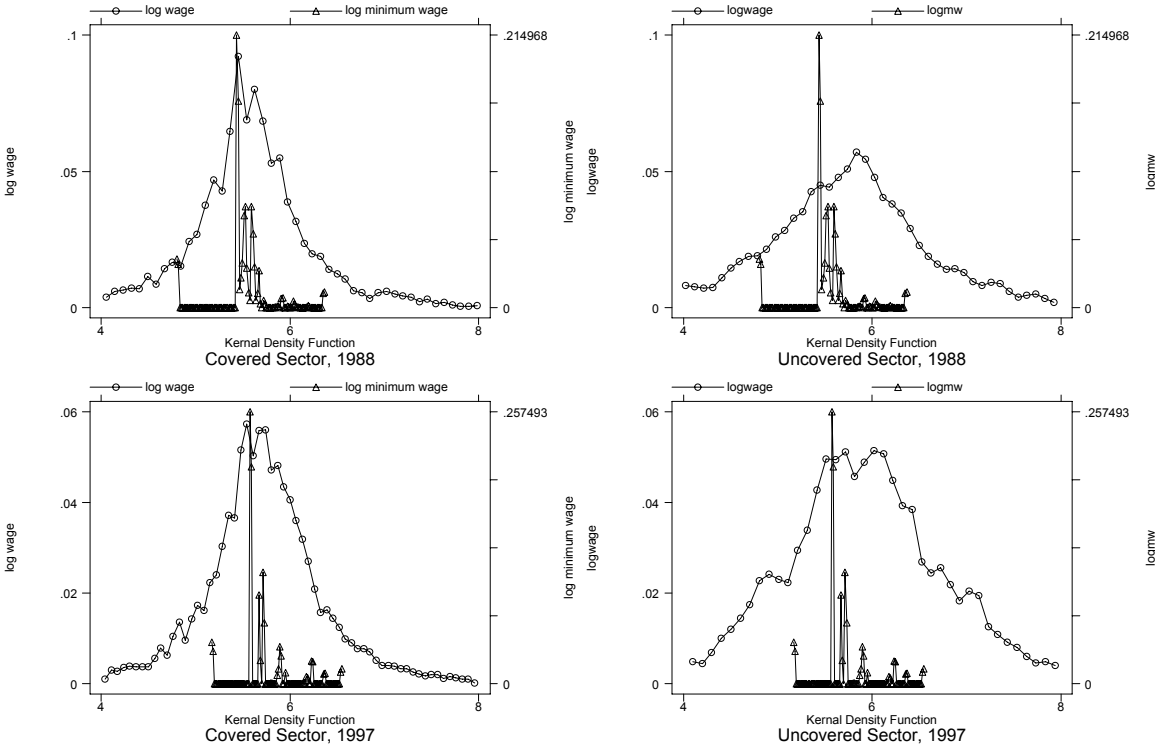 log wage log minimum wage
.1 .214968
.05
0 0
4 6 8
log wage
log minimum wage
Kernal Density Function
Covered Sector, 1988
logwage logmw
.1 .214968
.05
0 0
4 6 8
logwage
logmw
Kernal Density Function
Uncovered Sector, 1988
log wage log minimum wage
.06 .257493
.04
.02
0 0
4 6 8
log wage
log minimum wage
Kernal Density Function
Covered Sector, 1997
logwage logmw
.06 .257493
.04
.02
0 0
4 6 8
logwage
logmw
Kernal Density Function
Uncovered Sector, 1997